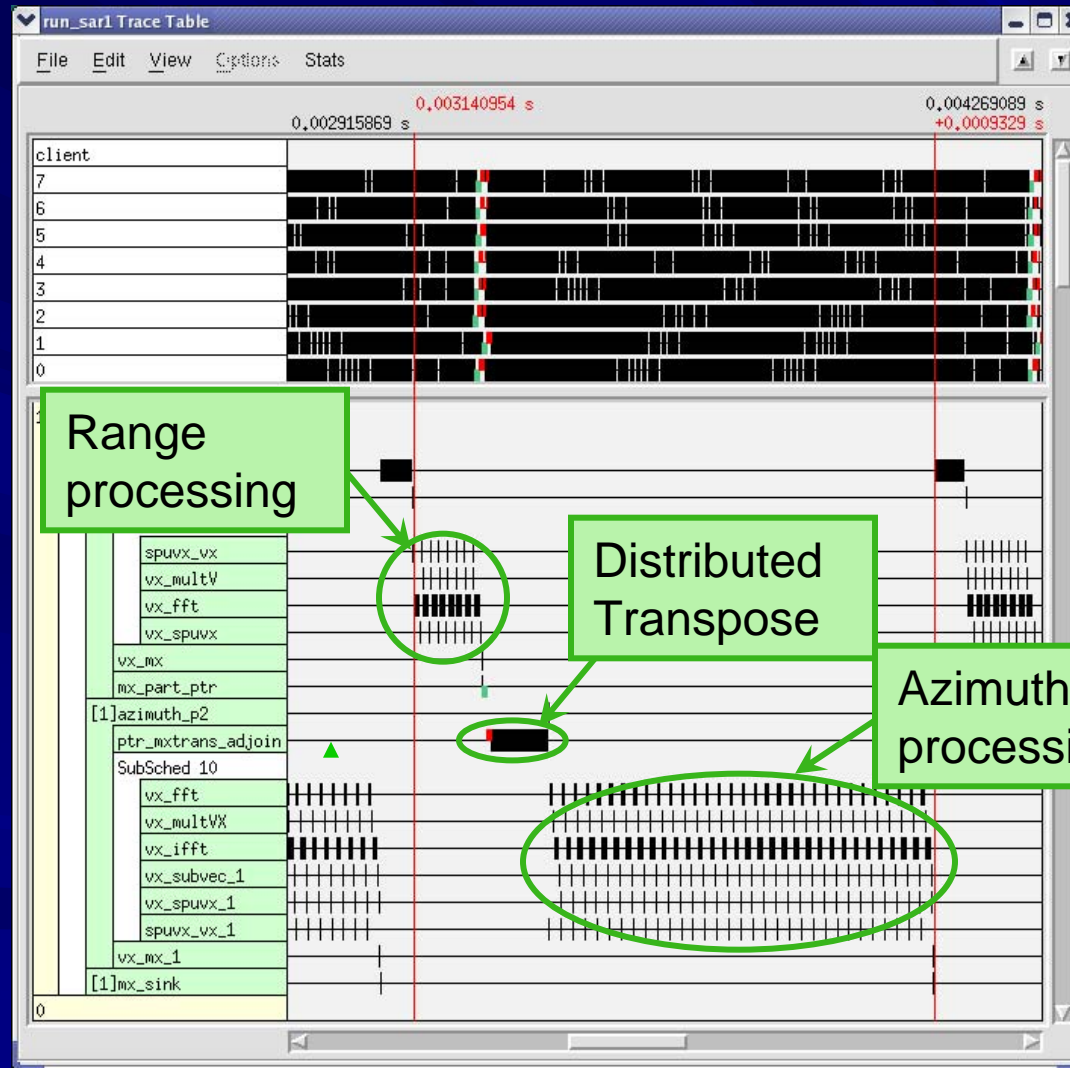 run_sar1 Trace Table
File Edit View Options Stats
0.003140954 s
0.004269089 s
0.002915869 s
+0.0009329 s
client
7
6
5
4
3
2
1
0
Range
processing
Distributed
Transpose
Azimuth
spuvx_vx
vx_multV
vx_fft
vx_spuvx
vx_mx
mx_part_ptr
[1]azimuth_p2
ptr_mxtrans_adjoin
SubSched 10
vx_fft
vx_multVX
vx_ifft
vx_subvec_1
vx_spuvx_1
spuvx_vx_1
vx_mx_1
[1]mx_sink
0